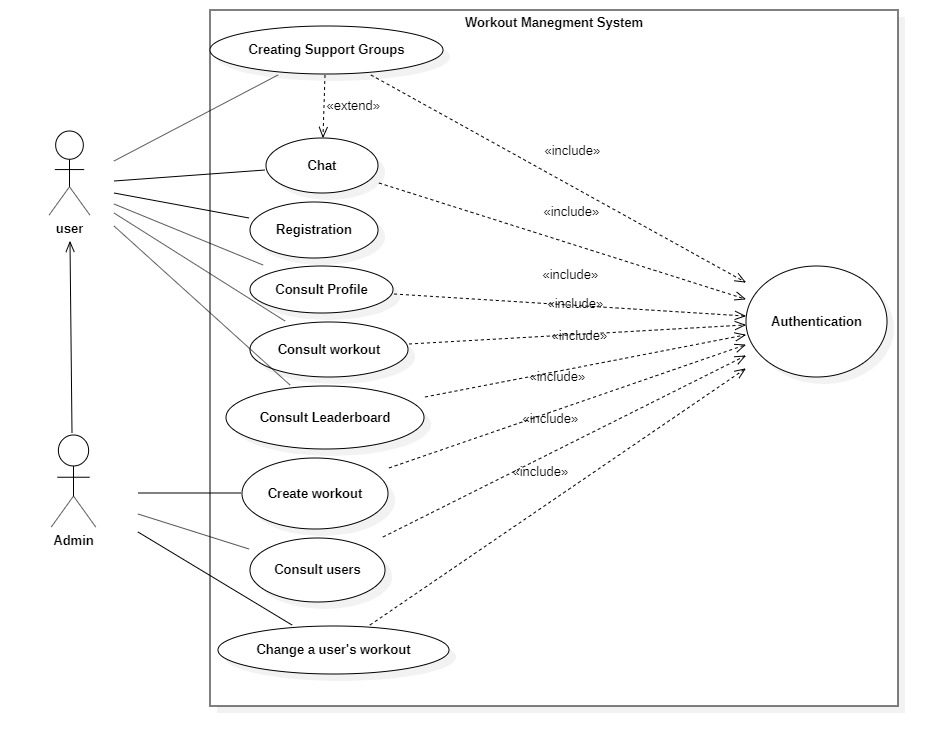 Workout Manegment System
Creating Support Groups
«extend»
«include»
Chat
«include»
user
Registration
«include»
Consult Profile
«include»
Authentication
«include»
Consult workout
«include»
Consult Leaderboard
«include»
Create workout
«include»
Admin
Consult users
Change a user's workout